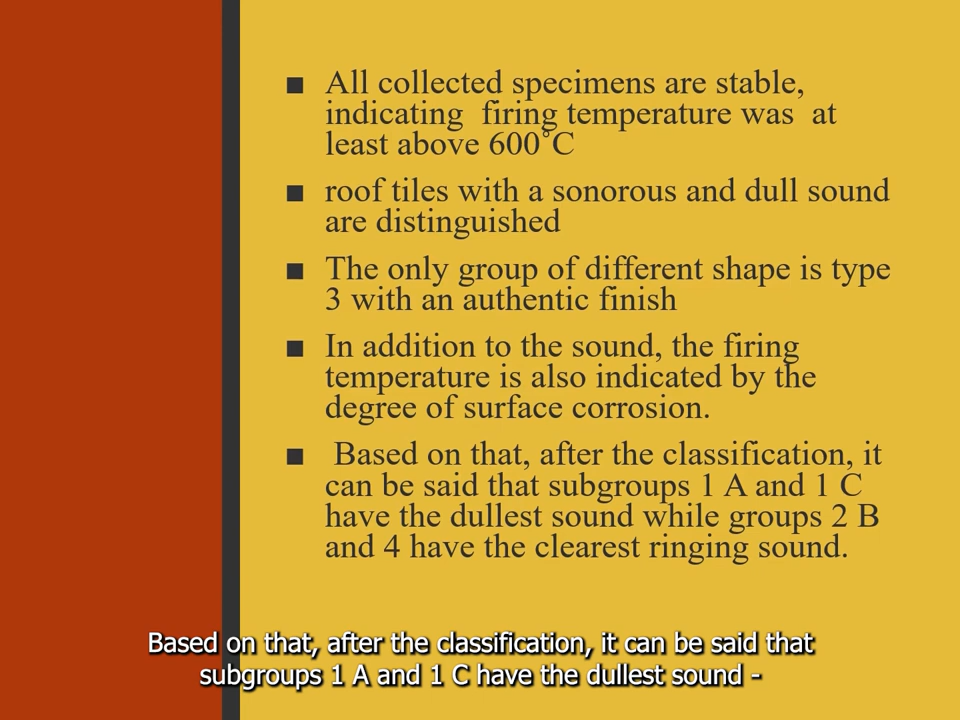 ■ All collected specimens are stable,
indicating  firing temperature was  at
least above 600˚C
■ roof tiles with a sonorous and dull sound
are distinguished
■ The only group of different shape is type
3 with an authentic finish
■ In addition to the sound, the firing
temperature is also indicated by the
degree of surface corrosion.
■ Based on that, after the classification, it
can be said that subgroups 1 A and 1 C
have the dullest sound while groups 2 B
and 4 have the clearest ringing sound.
Based on that, after the classification, it can be said that
subgroups 1 A and 1 C have the dullest sound -